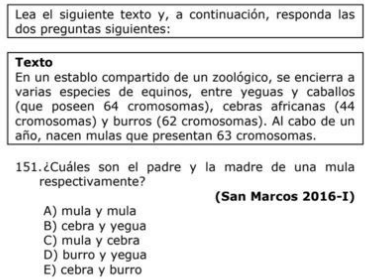 Lea el siguiente texto y, a continuación, responda las
dos preguntas siguientes:
Texto
En un establo compartido de un zoológico, se encierra a
varias especies de equinos, entre yeguas y caballos
(que poseen 64 cromosomas), cebras africanas (44
cromosomas) y burros (62 cromosomas). Al cabo de un
año, nacen mulas que presentan 63 cromosomas.
151.¿Cuáles son el padre y la madre de una mula
respectivamente?
(San Marcos 2016-I)
A) mula y mula
B) cebra y yegua
C) mula y cebra
D) burro y yegua
E) cebra y burro